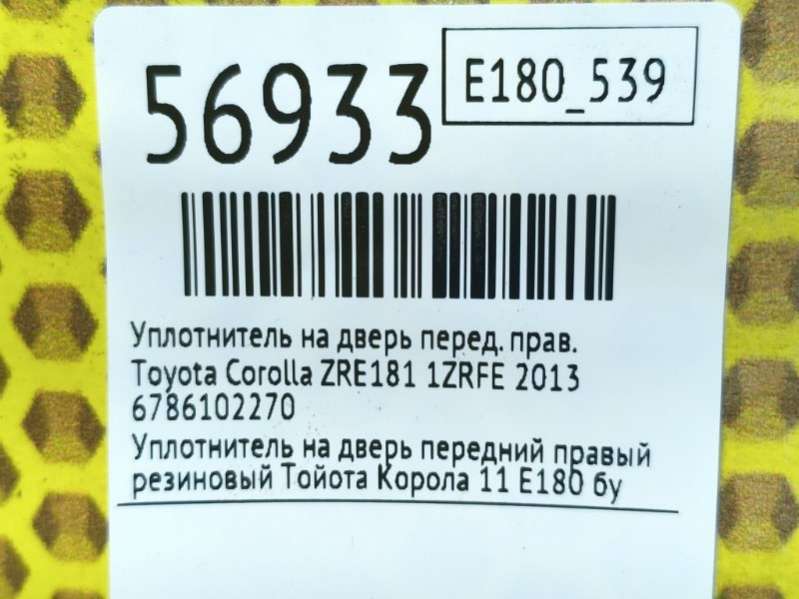 56933
E180_539
Уплотнитель на дверь перед. прав.
Toyota Corolla ZRE181 1ZRFE 2013
6786102270
Уплотнитель на дверь передний правый
резиновый Тойота Корола 11 Е180 бу